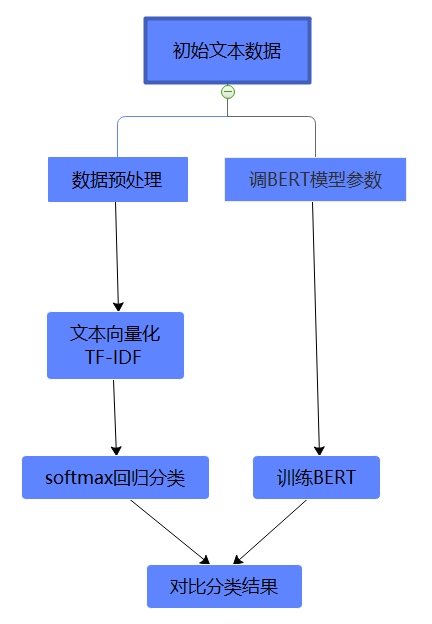 初始文本数据
数据预处理
调BERT模型参数
文本向量化
TF-IDF
softmax回归分类
训练BERT
对比分类结果